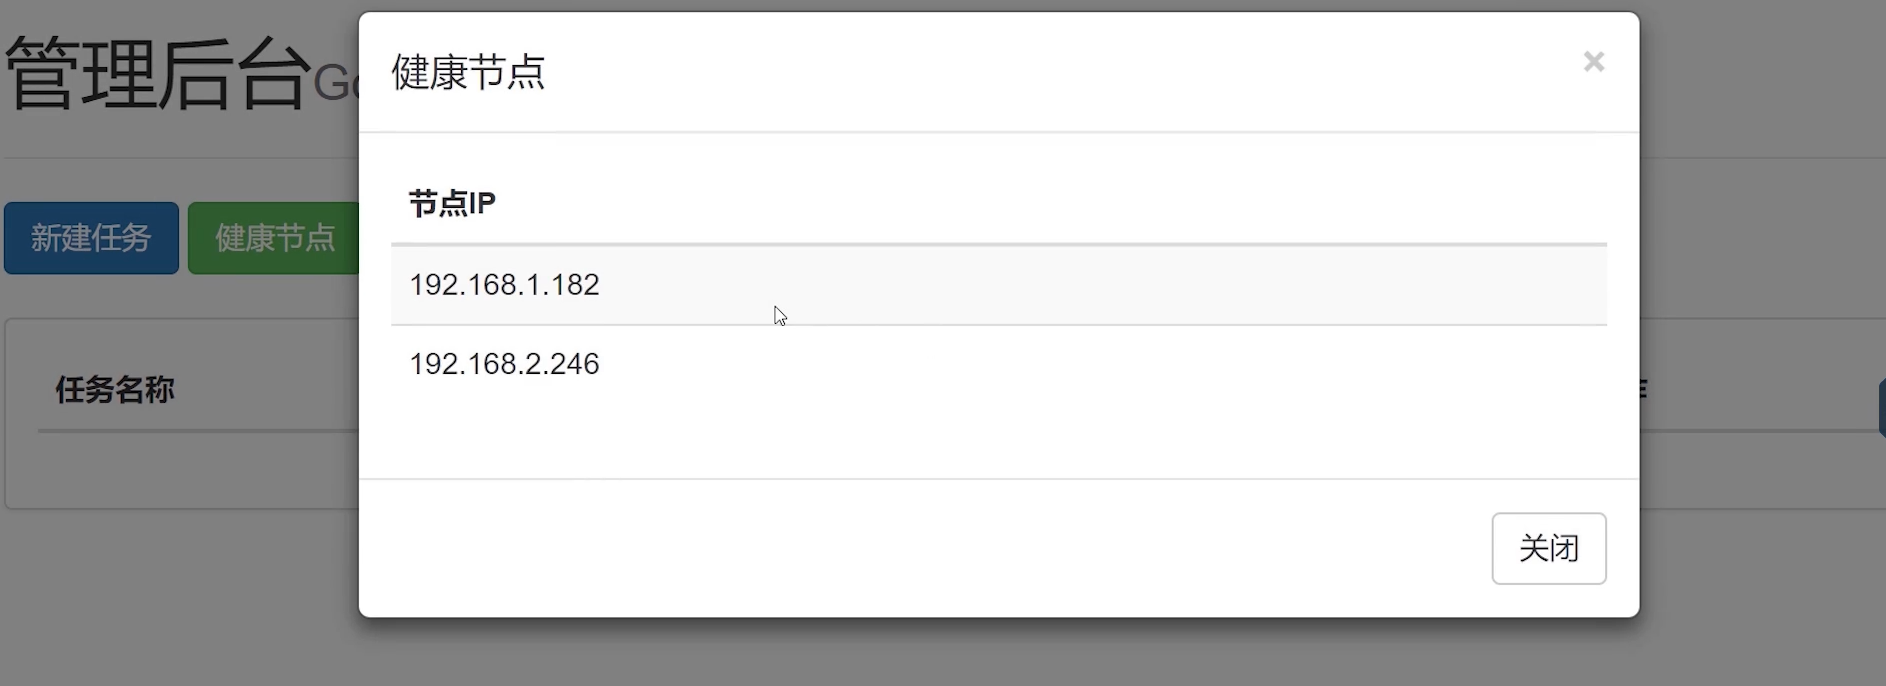 管理后台
健康节点
×
节点IP
新建任务
健康节点
192.168.1.182
192.168.2.246
任务名称
关闭